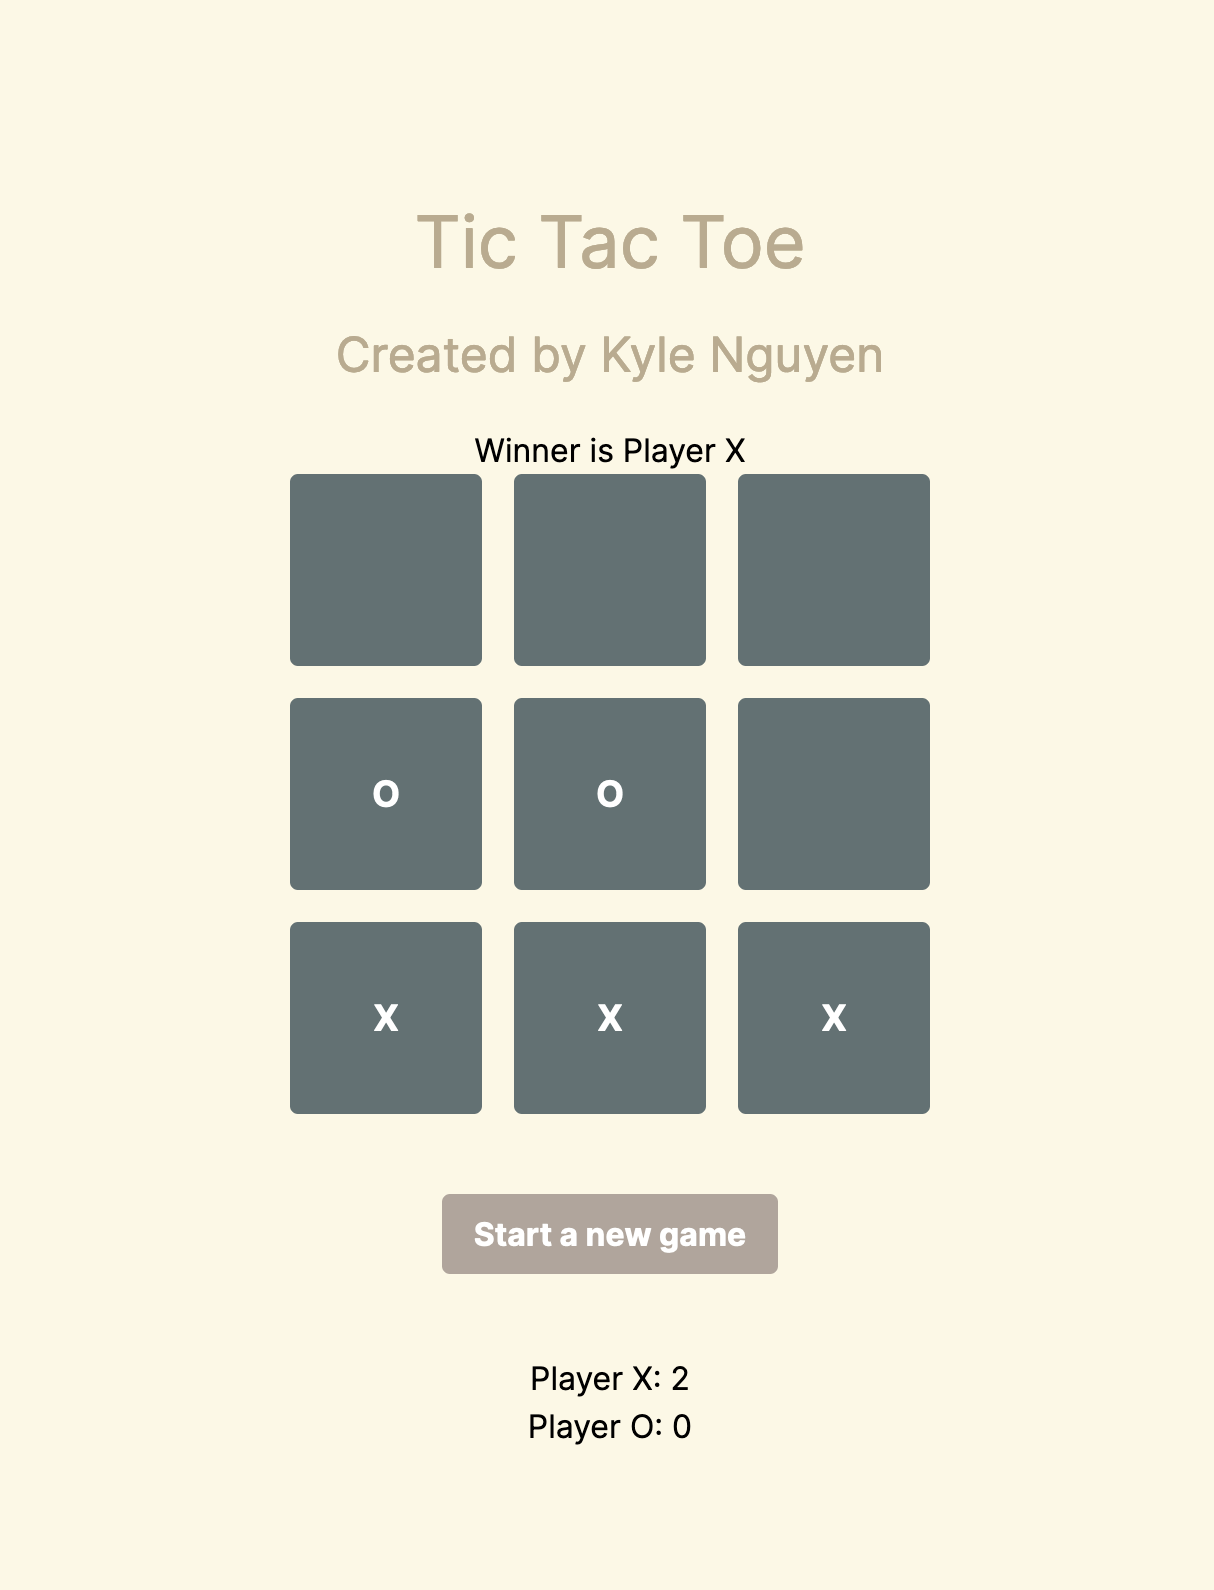 Tic Tac Toe
Created by Kyle Nguyen
Winner is Player X
O O
X X X
Start a new game
Player X: 2
Player O: 0